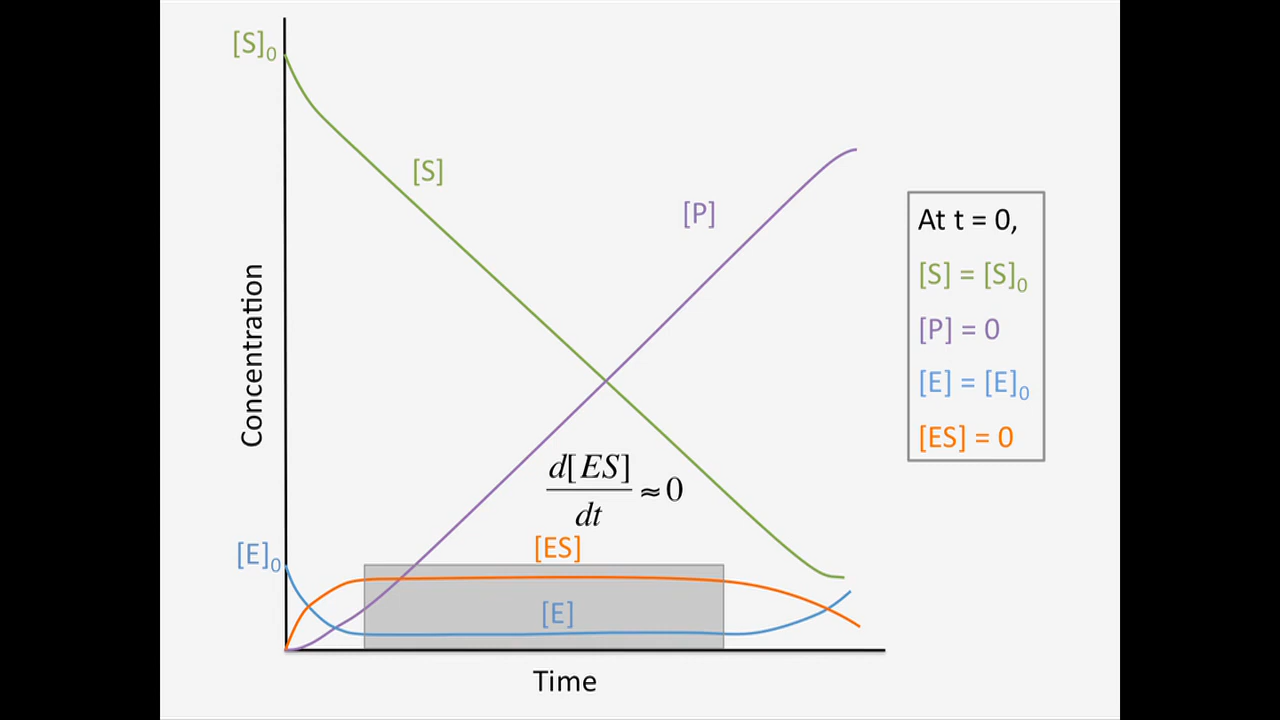 [S]₀
[S]
[P]
At t = 0,
[S] = [S]₀
[P] = 0
[E] = [E]₀
[ES] = 0
Concentration
d[ES]
dt
≈ 0
[ES]
[E]₀
[E]
Time